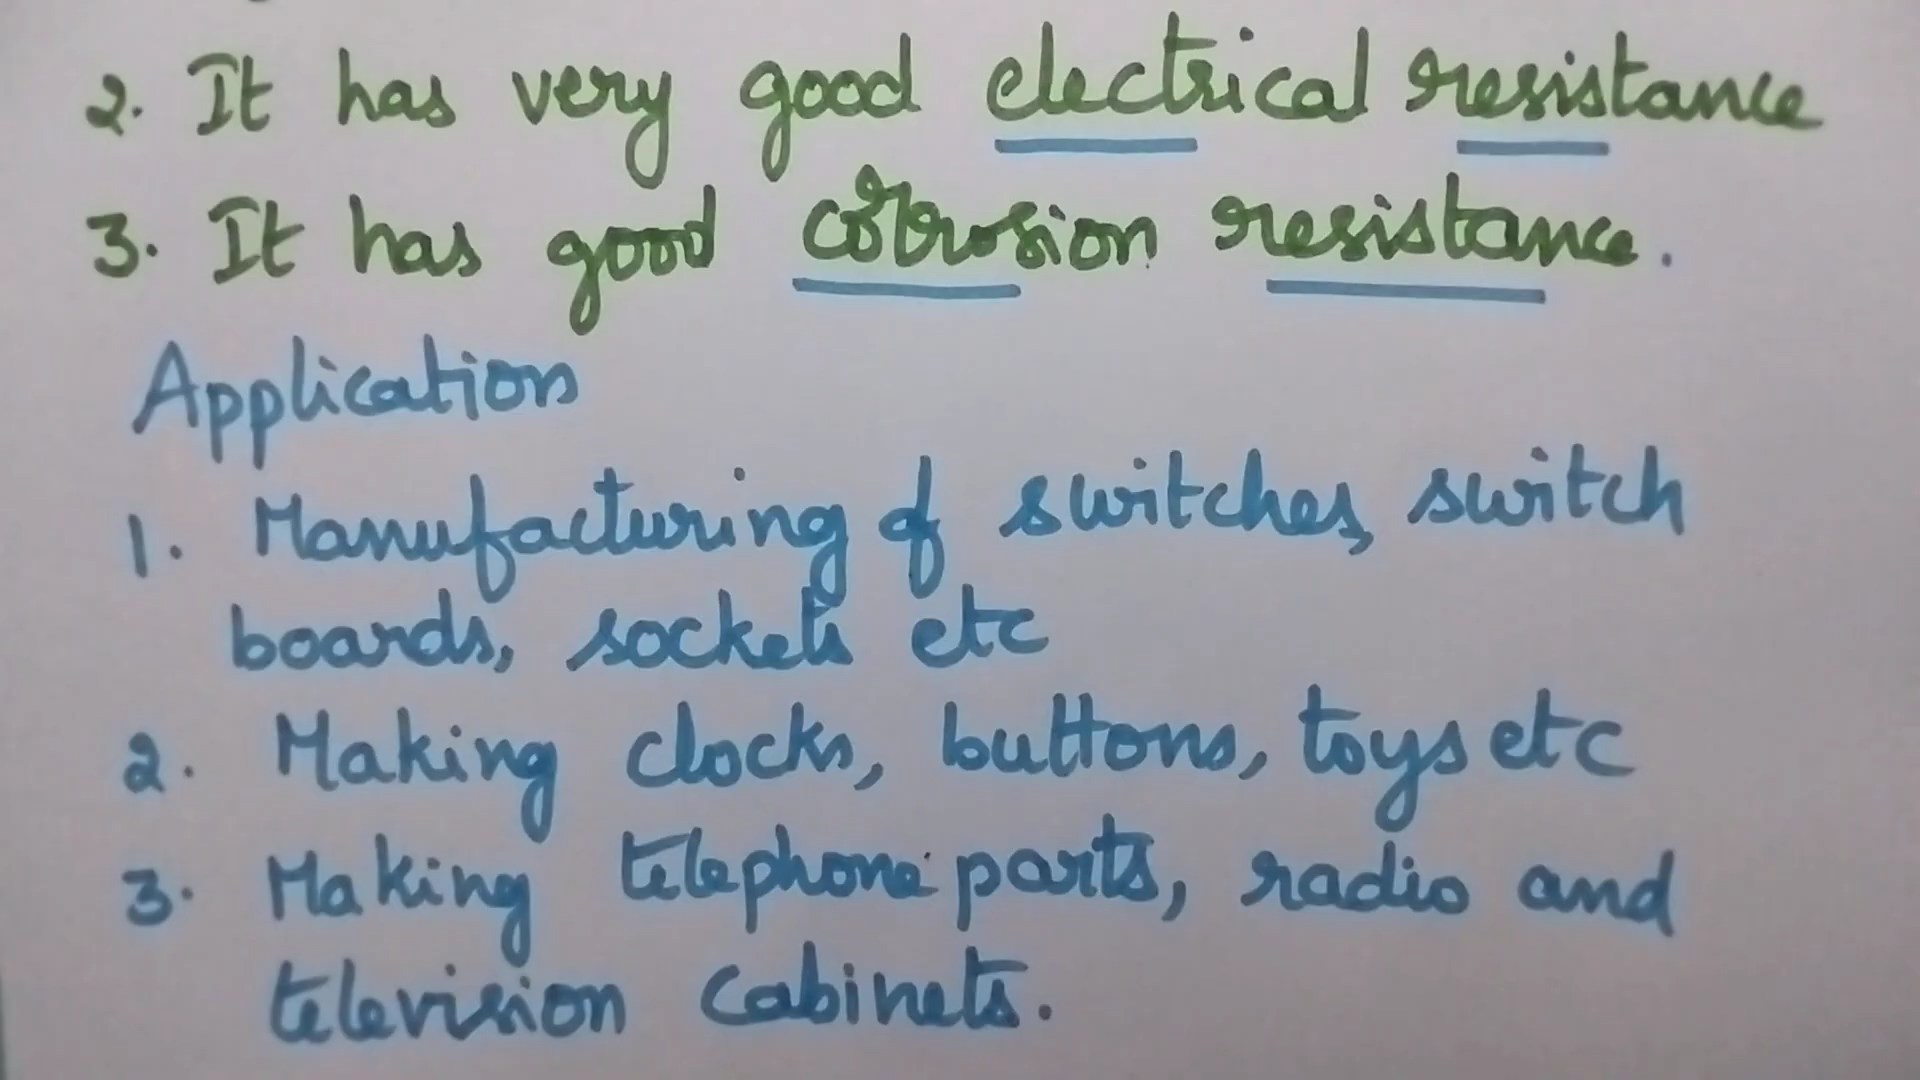 2. It has very good electrical resistance
3. It has good corrosion resistance.
Application
1. Manufacturing of switches, switch
boards, sockets etc
2. Making clocks, buttons, toys etc
3. Making telephone parts, radio and
television cabinets.